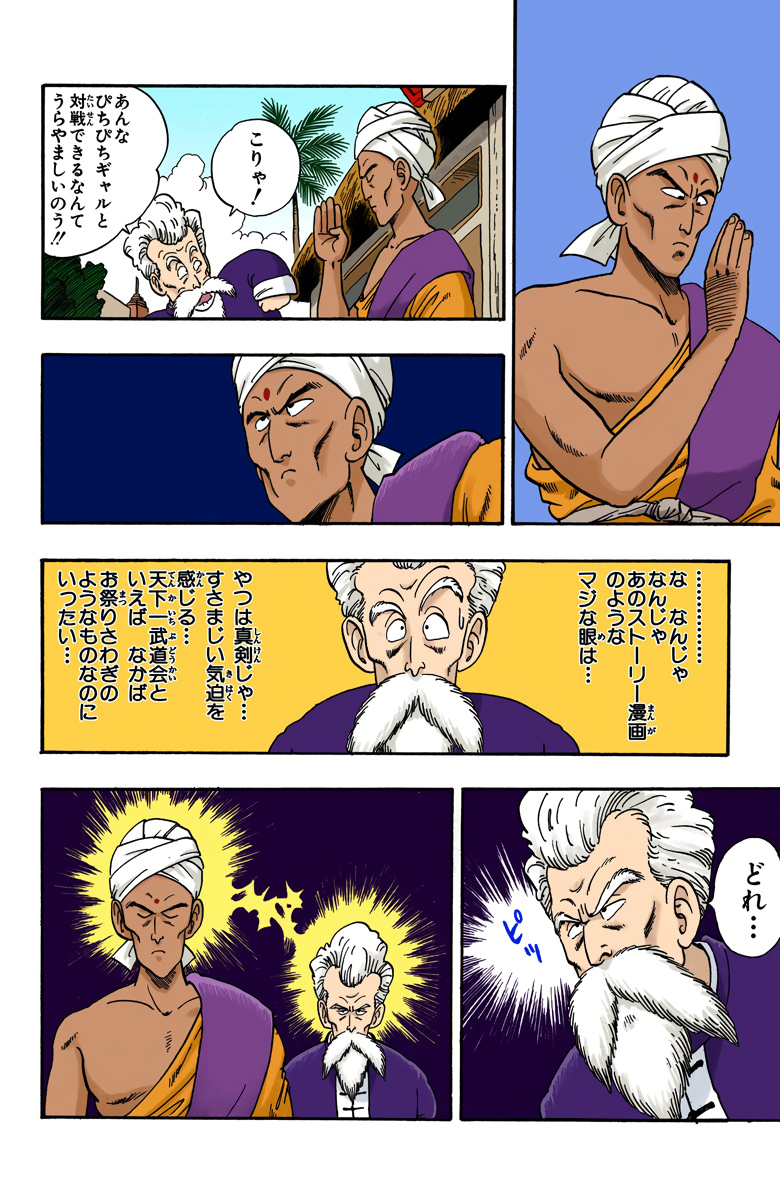 こりゃ!
あんな
ぴちぴちギャルと
対戦できるなんて
うらやましいのう!!
……………
な なんじゃ
なんじゃ
あのストーリー漫画
のような
マジな眼は…
やつは真剣じゃ…
すさまじい気迫を
感じる…
天下一武道会と
いえば なかば
お祭りさわぎの
ようなものなのに
いったい…
どれ…
ピッ